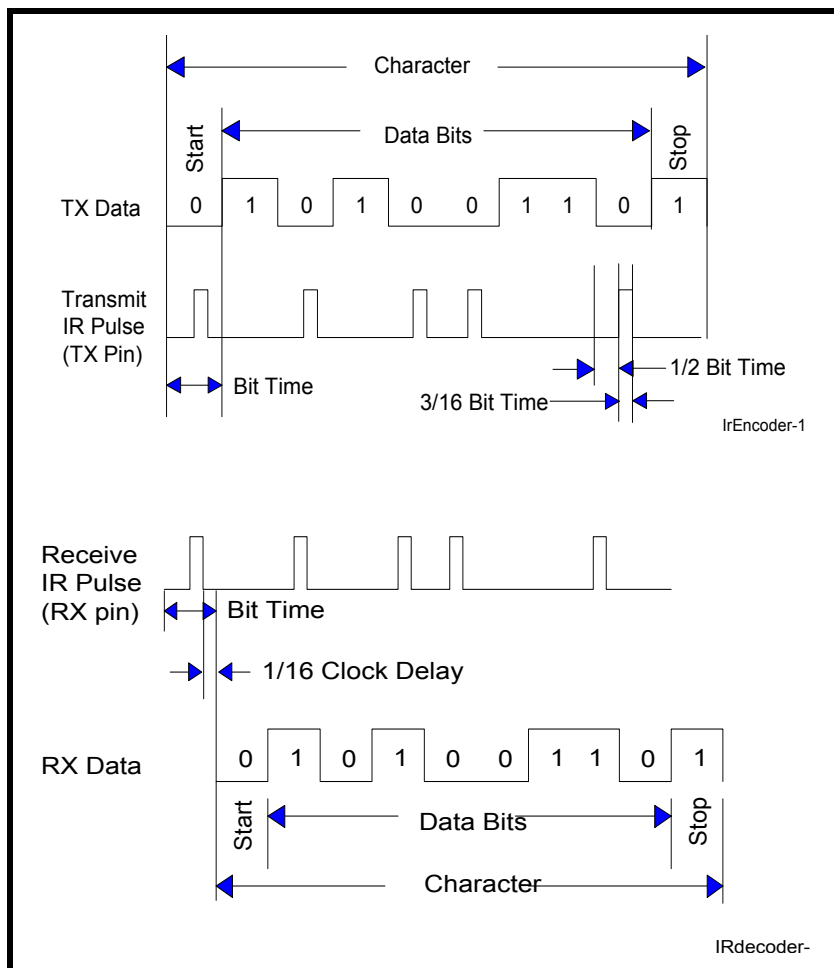 Character
Start
Data Bits
Stop
TX Data
0 1 0 1 0 0 1 1 0 1
Transmit
IR Pulse
(TX Pin)
Bit Time
1/2 Bit Time
3/16 Bit Time
IrEncoder-1
Receive
IR Pulse
(RX pin)
Bit Time
1/16 Clock Delay
RX Data
0 1 0 1 0 0 1 1 0 1
Start
Data Bits
Stop
Character
IRdecoder-